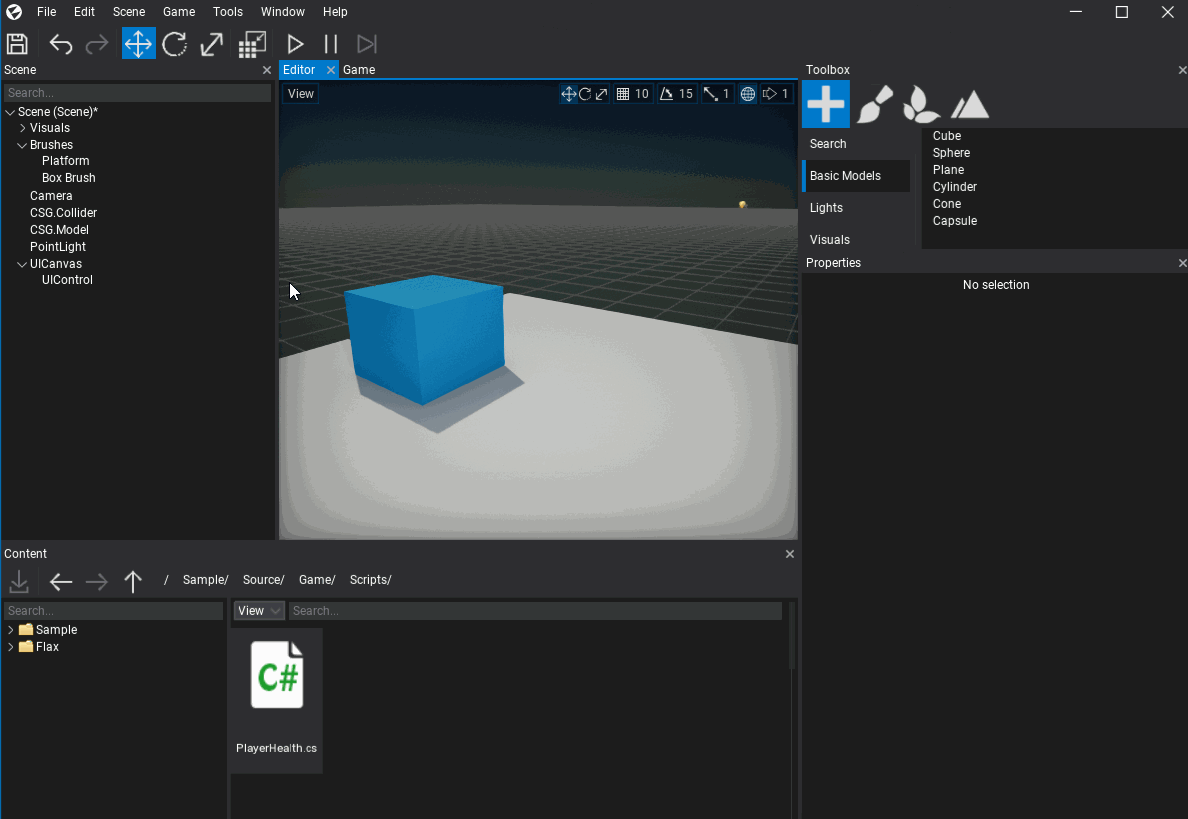 File Edit Scene Game Tools Window Help
Scene
Search...
Scene (Scene)*
Visuals
Brushes
Platform
Box Brush
Camera
CSG.Collider
CSG.Model
PointLight
UICanvas
UIControl
Editor Game
View 10 15 1 1
Toolbox
Search
Basic Models
Lights
Visuals
Cube
Sphere
Plane
Cylinder
Cone
Capsule
Properties
No selection
Content
/ Sample/ Source/ Game/ Scripts/
Search...
Sample
Flax
View Search...
C#
PlayerHealth.cs